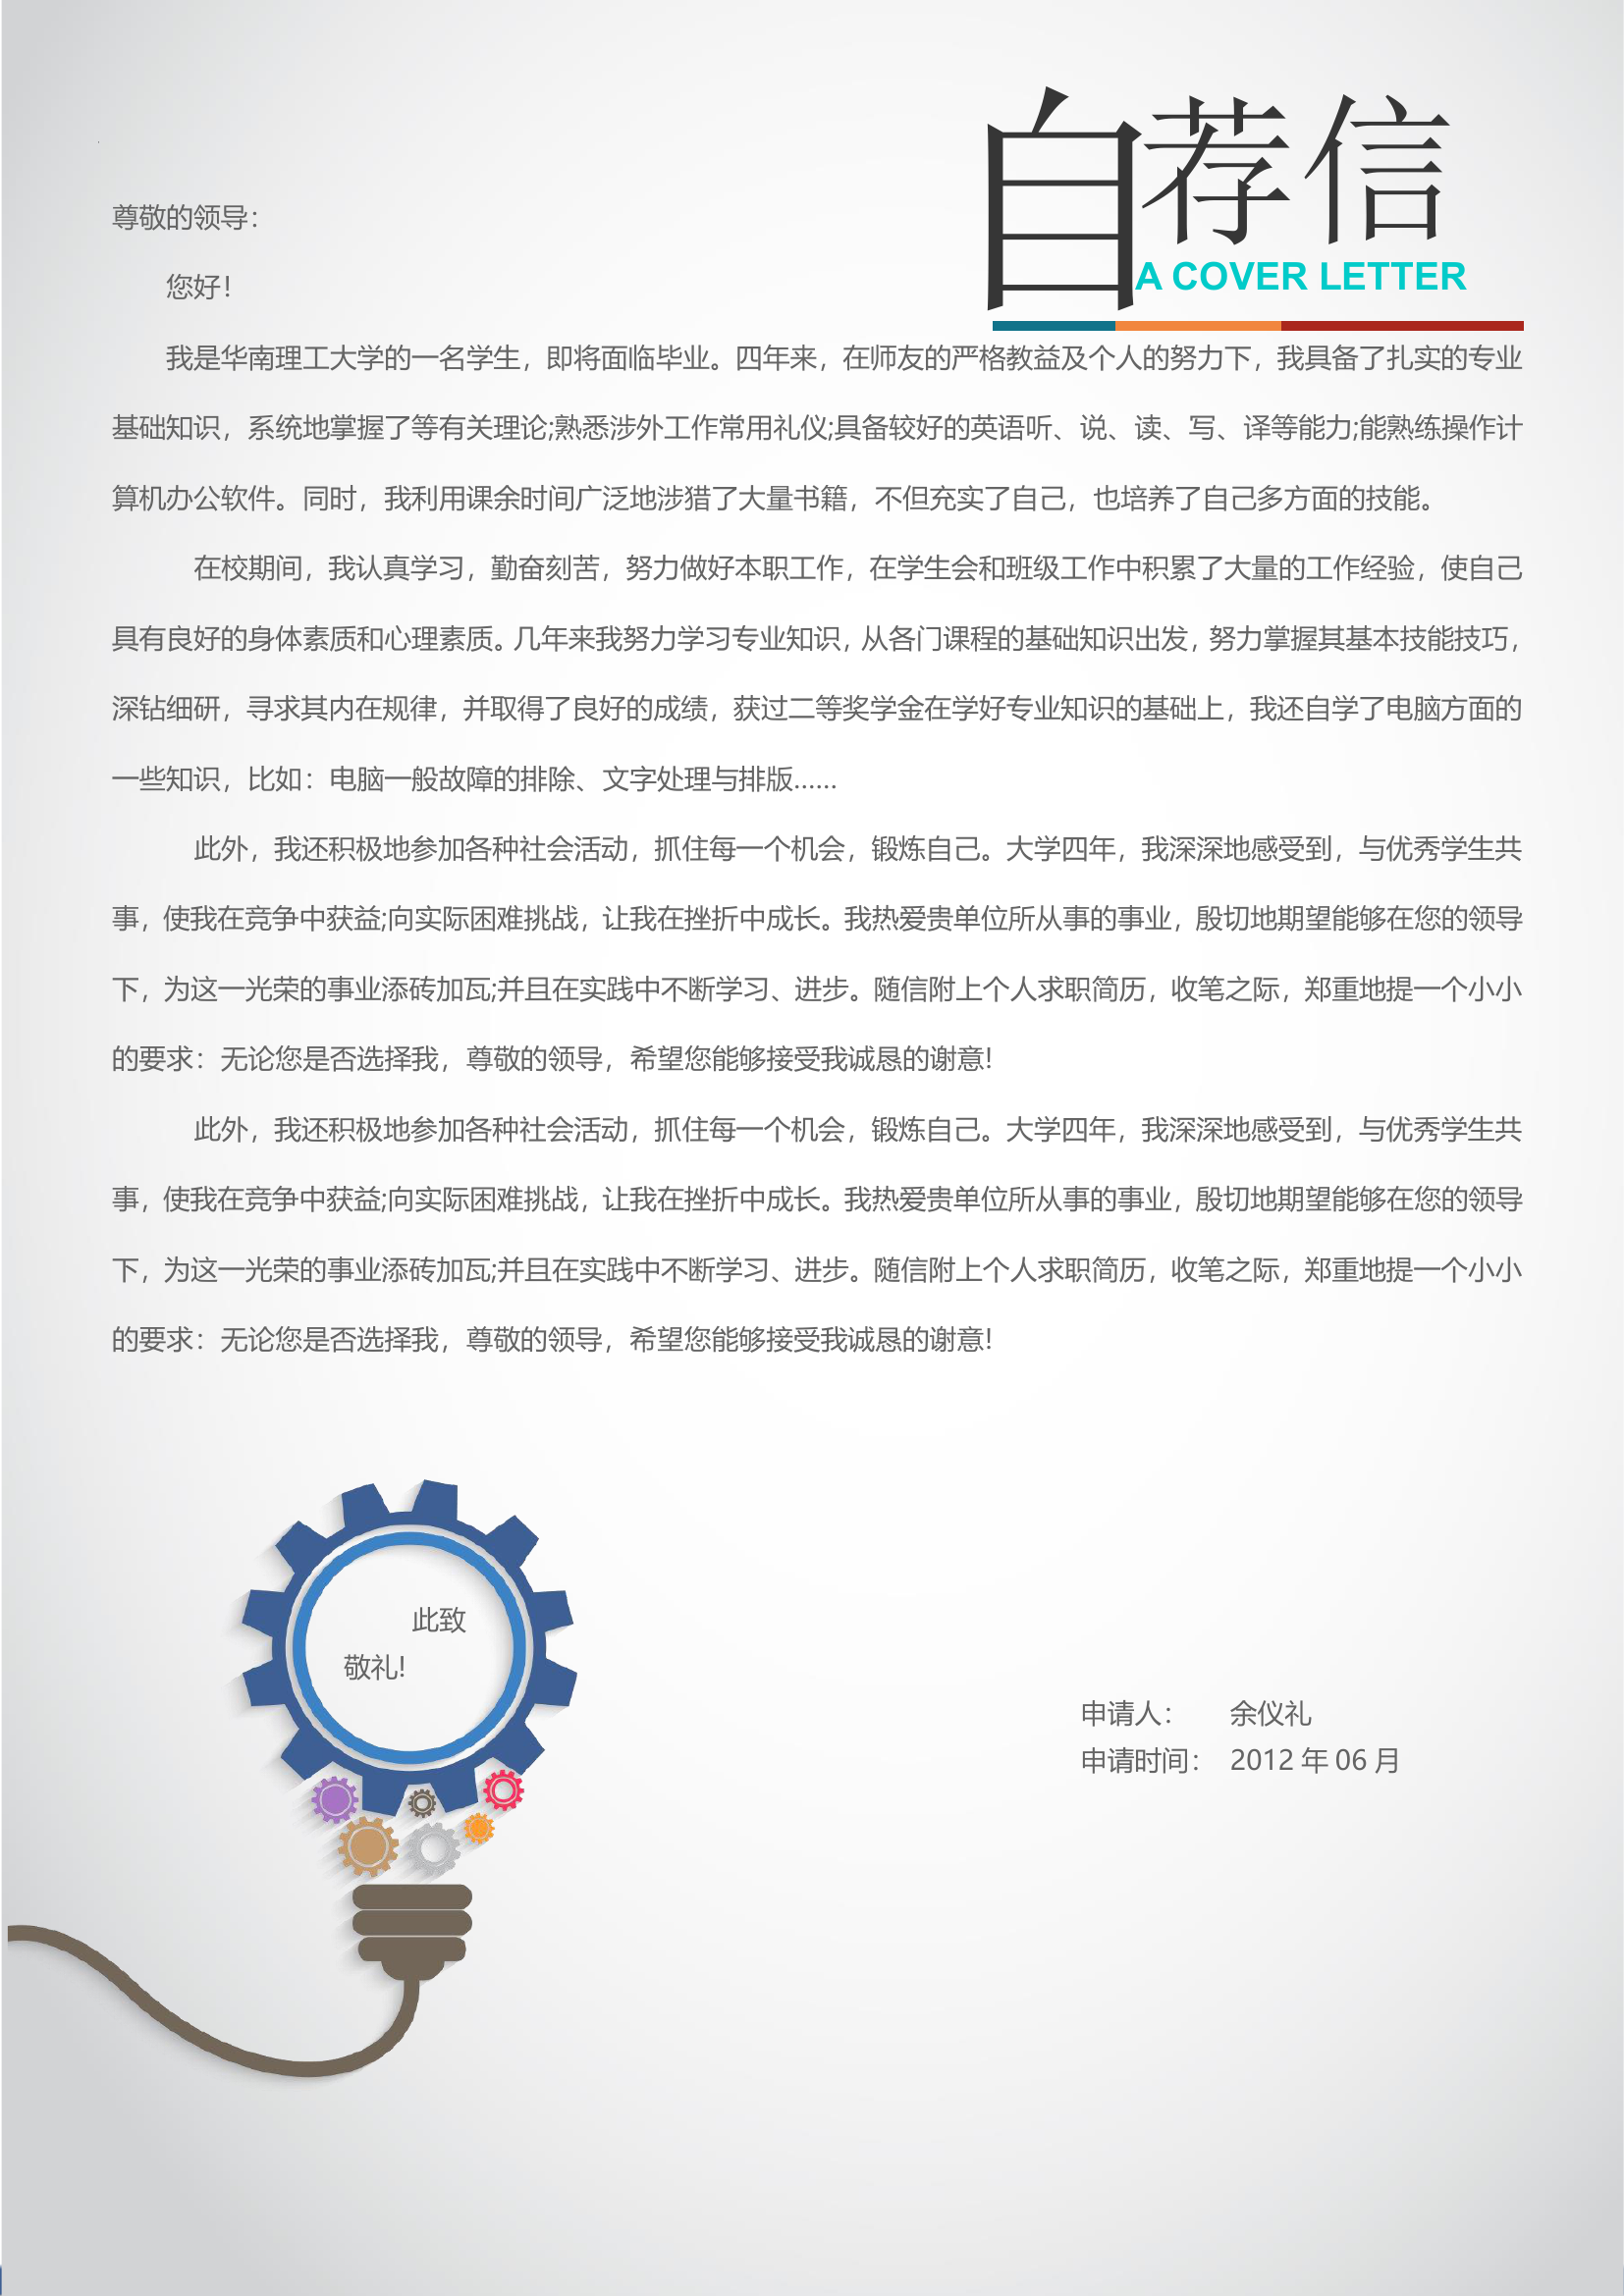 自荐信
A COVER LETTER
尊敬的领导：
您好！
我是华南理工大学的一名学生，即将面临毕业。四年来，在师友的严格教益及个人的努力下，我具备了扎实的专业
基础知识，系统地掌握了等有关理论;熟悉涉外工作常用礼仪;具备较好的英语听、说、读、写、译等能力;能熟练操作计
算机办公软件。同时，我利用课余时间广泛地涉猎了大量书籍，不但充实了自己，也培养了自己多方面的技能。
在校期间，我认真学习，勤奋刻苦，努力做好本职工作，在学生会和班级工作中积累了大量的工作经验，使自己
具有良好的身体素质和心理素质。几年来我努力学习专业知识，从各门课程的基础知识出发，努力掌握其基本技能技巧，
深钻细研，寻求其内在规律，并取得了良好的成绩，获过二等奖学金在学好专业知识的基础上，我还自学了电脑方面的
一些知识，比如：电脑一般故障的排除、文字处理与排版……
此外，我还积极地参加各种社会活动，抓住每一个机会，锻炼自己。大学四年，我深深地感受到，与优秀学生共
事，使我在竞争中获益;向实际困难挑战，让我在挫折中成长。我热爱贵单位所从事的事业，殷切地期望能够在您的领导
下，为这一光荣的事业添砖加瓦;并且在实践中不断学习、进步。随信附上个人求职简历，收笔之际，郑重地提一个小小
的要求：无论您是否选择我，尊敬的领导，希望您能够接受我诚恳的谢意!
此外，我还积极地参加各种社会活动，抓住每一个机会，锻炼自己。大学四年，我深深地感受到，与优秀学生共
事，使我在竞争中获益;向实际困难挑战，让我在挫折中成长。我热爱贵单位所从事的事业，殷切地期望能够在您的领导
下，为这一光荣的事业添砖加瓦;并且在实践中不断学习、进步。随信附上个人求职简历，收笔之际，郑重地提一个小小
的要求：无论您是否选择我，尊敬的领导，希望您能够接受我诚恳的谢意!
此致
敬礼!
申请人： 余仪礼
申请时间： 2012 年 06 月